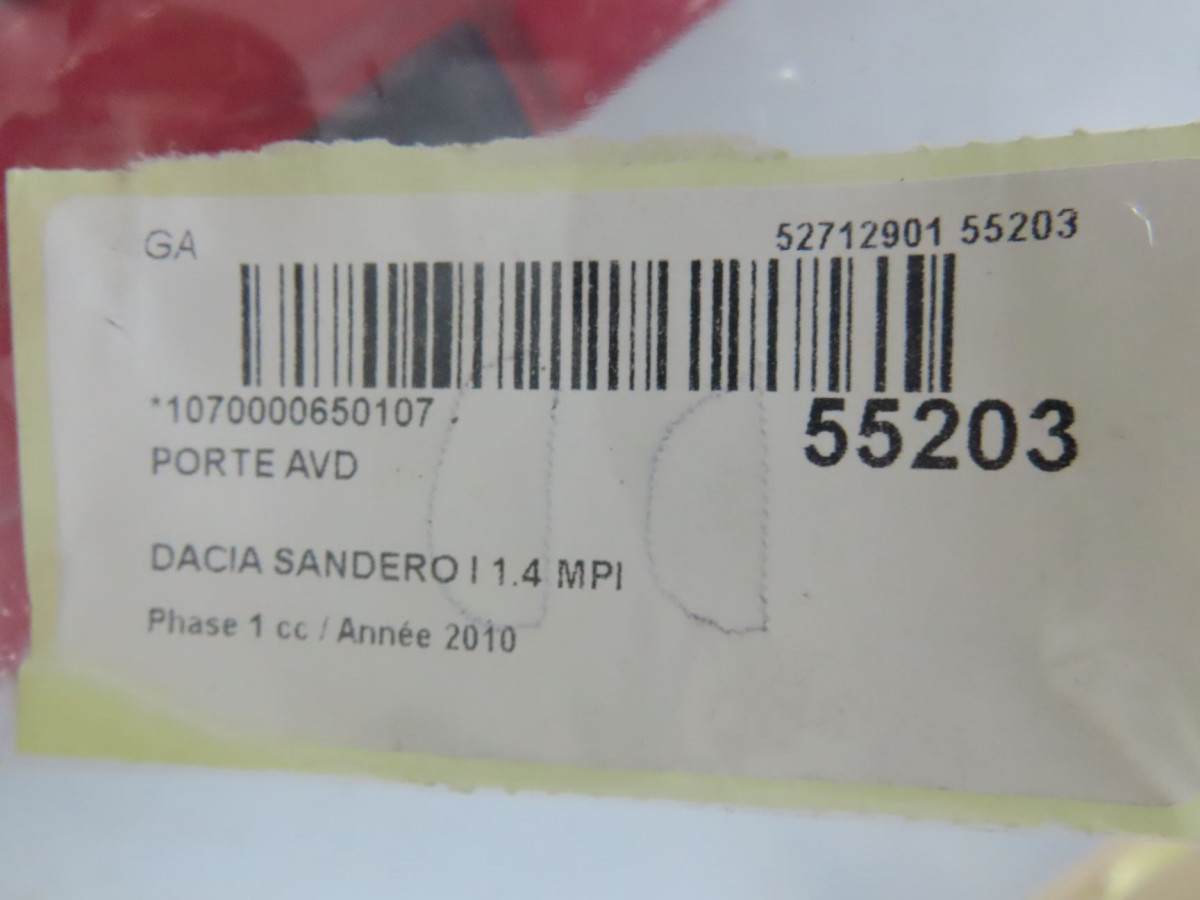 GA
52712901 55203
*1070000650107
55203
PORTE AVD
DACIA SANDERO I 1.4 MPI
Phase 1 cc / Année 2010